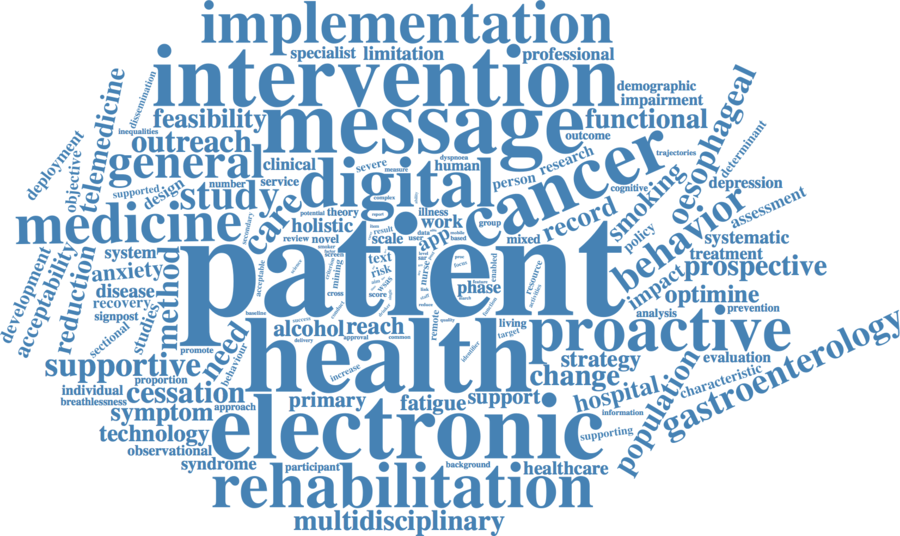 implementation
specialist limitation professional
intervention
demographic
impairment
dissemination
telemedicine
inequalities
feasibility
message
functional
outcome
oesophageal
outreach
deployment
objective
general
clinical
severe
measure
dyspnoea
human
person research
cancer
trajectories
determinant
supported design
number
service
study
digital
complex
cognitive
smoking
depression
assessment
medicine
secondary
care
potential theory
illness
holistic
work
group
record
policy
behavior
system
review novel
scale user
data
mobile
based
app
mixed
systematic
treatment
development
acceptability
reduction
anxiety
method
patient
acceptable
smoker
screen
mining
text
risk
score
cross
result
nurse
phase
enabled
resource
activities
impact
prospective
disease
recovery
signpost
optimine
studies
sectional
baseline
alcohol reach
remote
quality
reduce
living
target
analysis
prevention
proactive
promote
need
behaviour
delivery
approval
common
identifier
health
increase
strategy
evaluation
gastroenterology
supportive
proportion
individual
breathlessness
cessation
primary
fatigue support
change
hospital
population
characteristic
symptom
approach
electronic
information
supporting
technology
observational
syndrome
participant
background
healthcare
rehabilitation
multidisciplinary